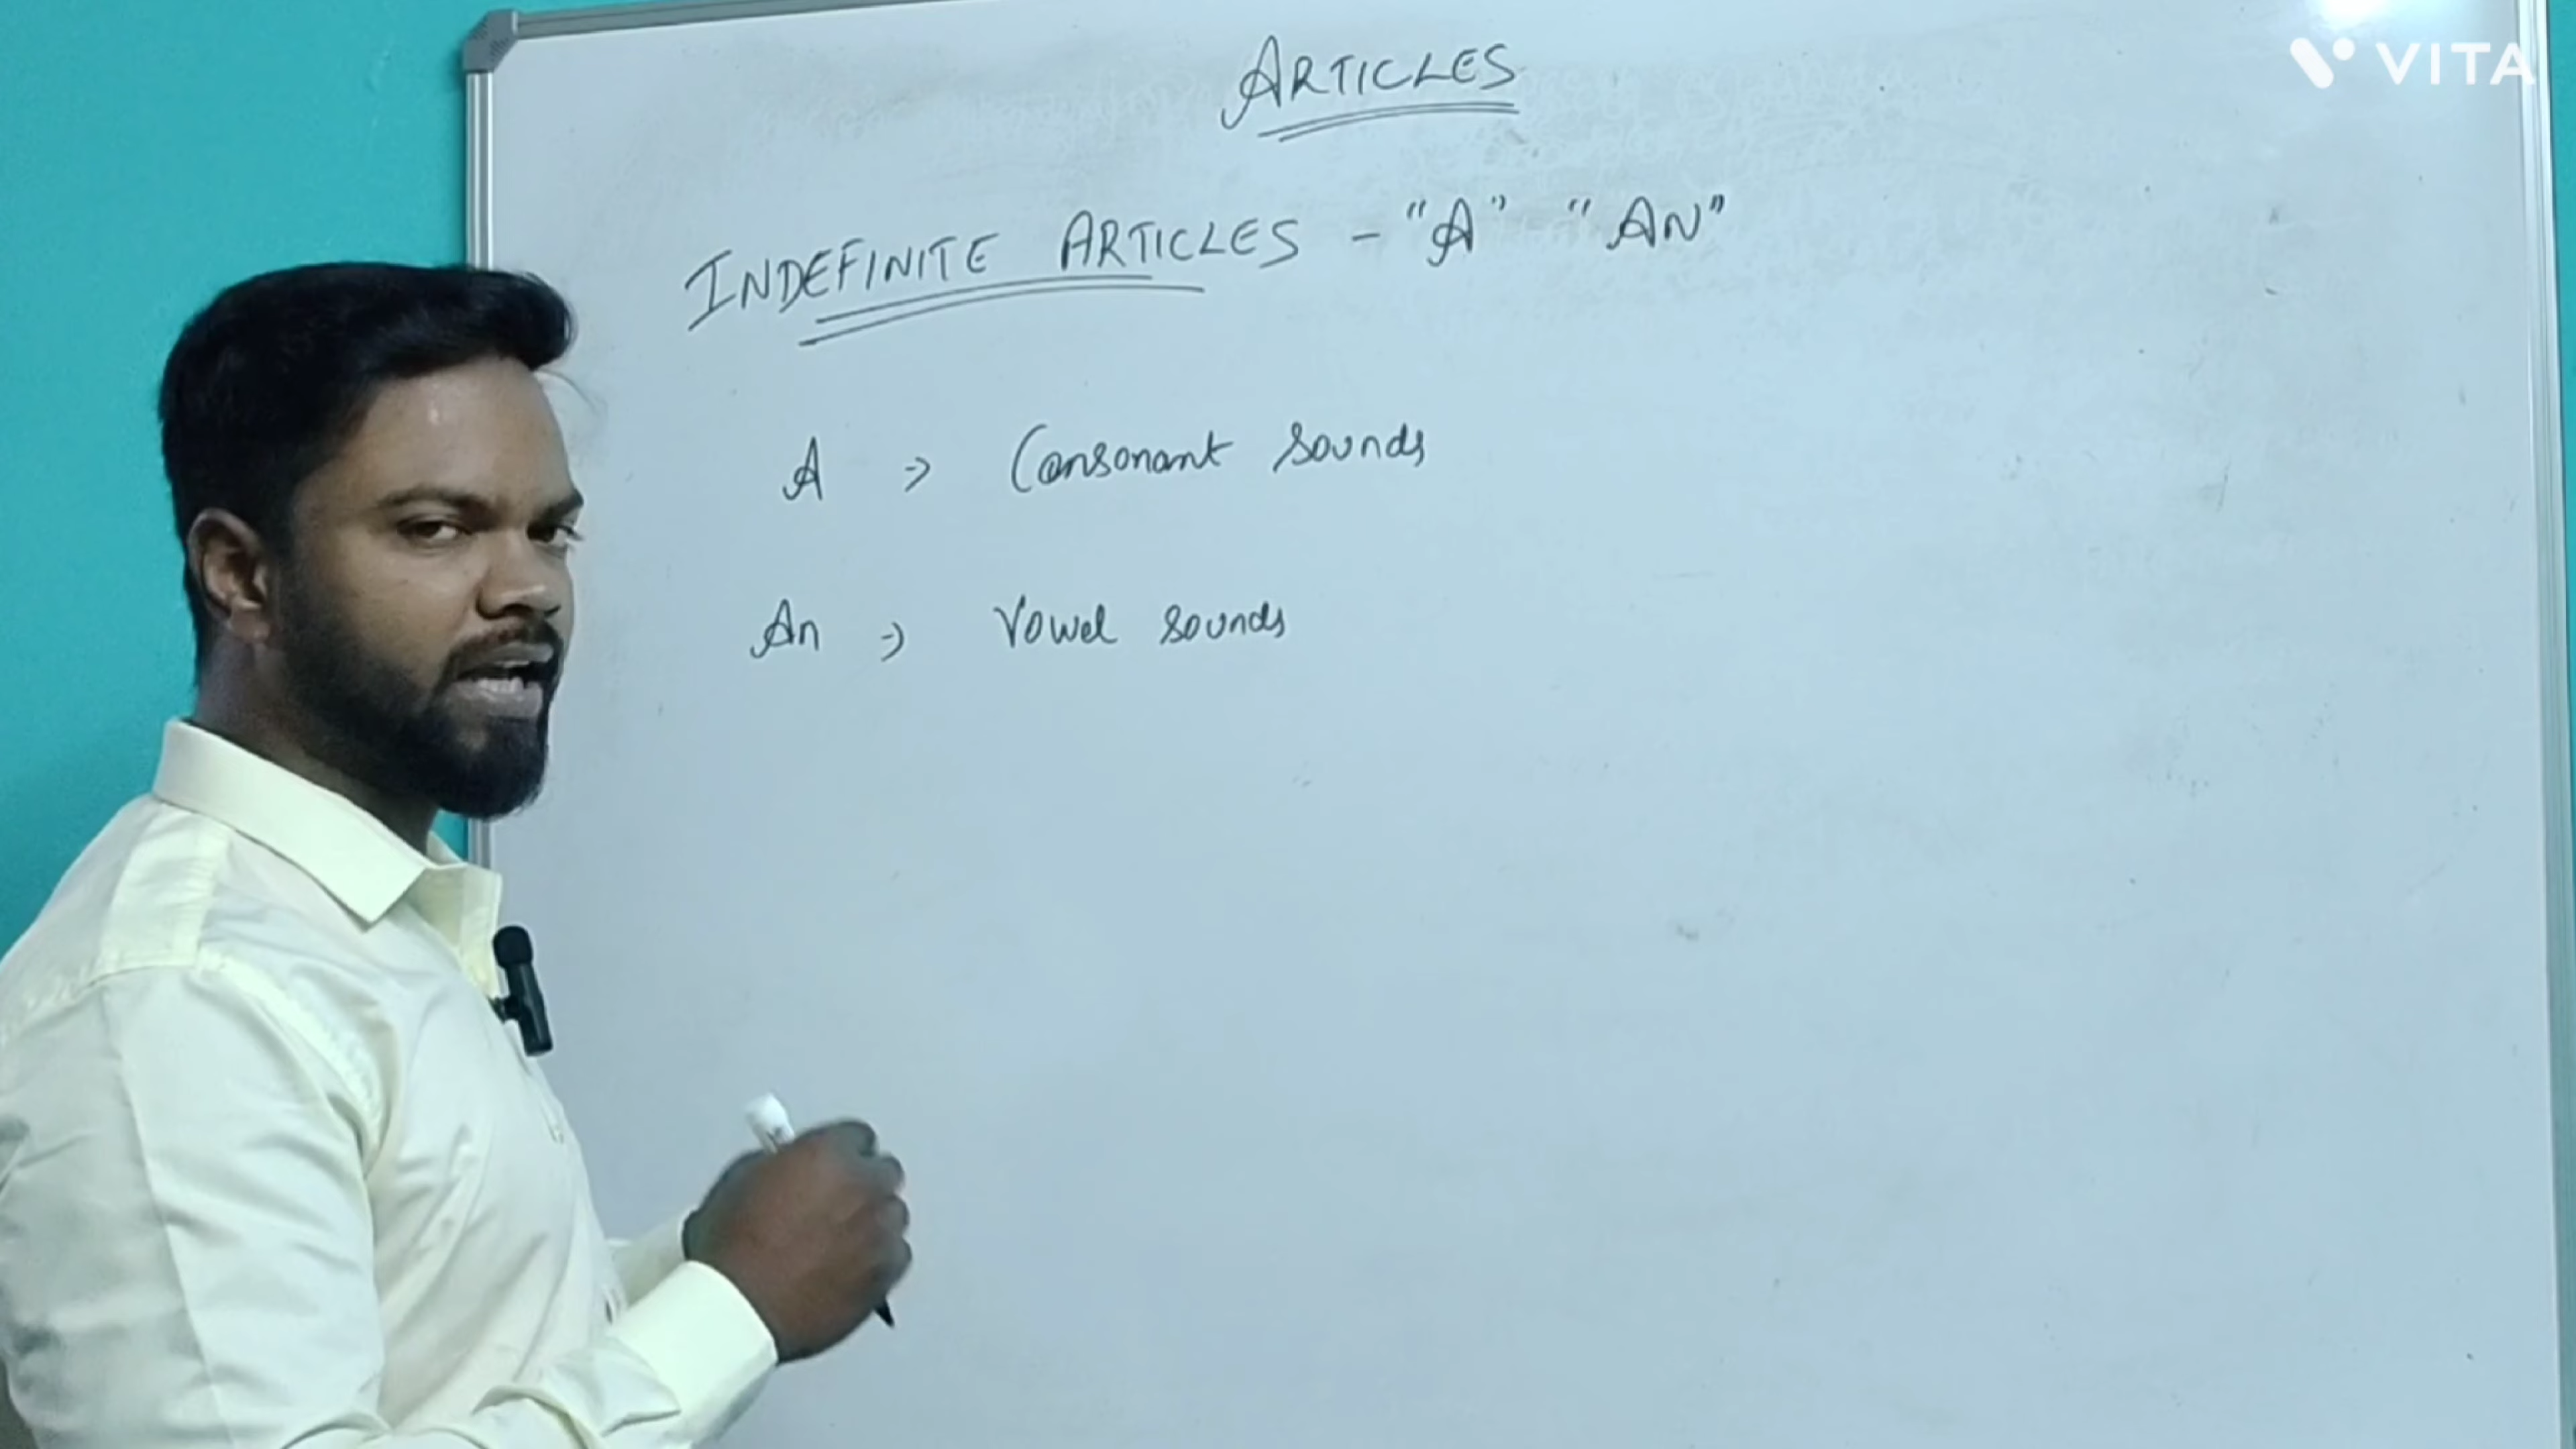 VITA
ARTICLES
INDEFINITE ARTICLES - "A" "AN"
A -> Consonant sounds
An -> Vowel sounds